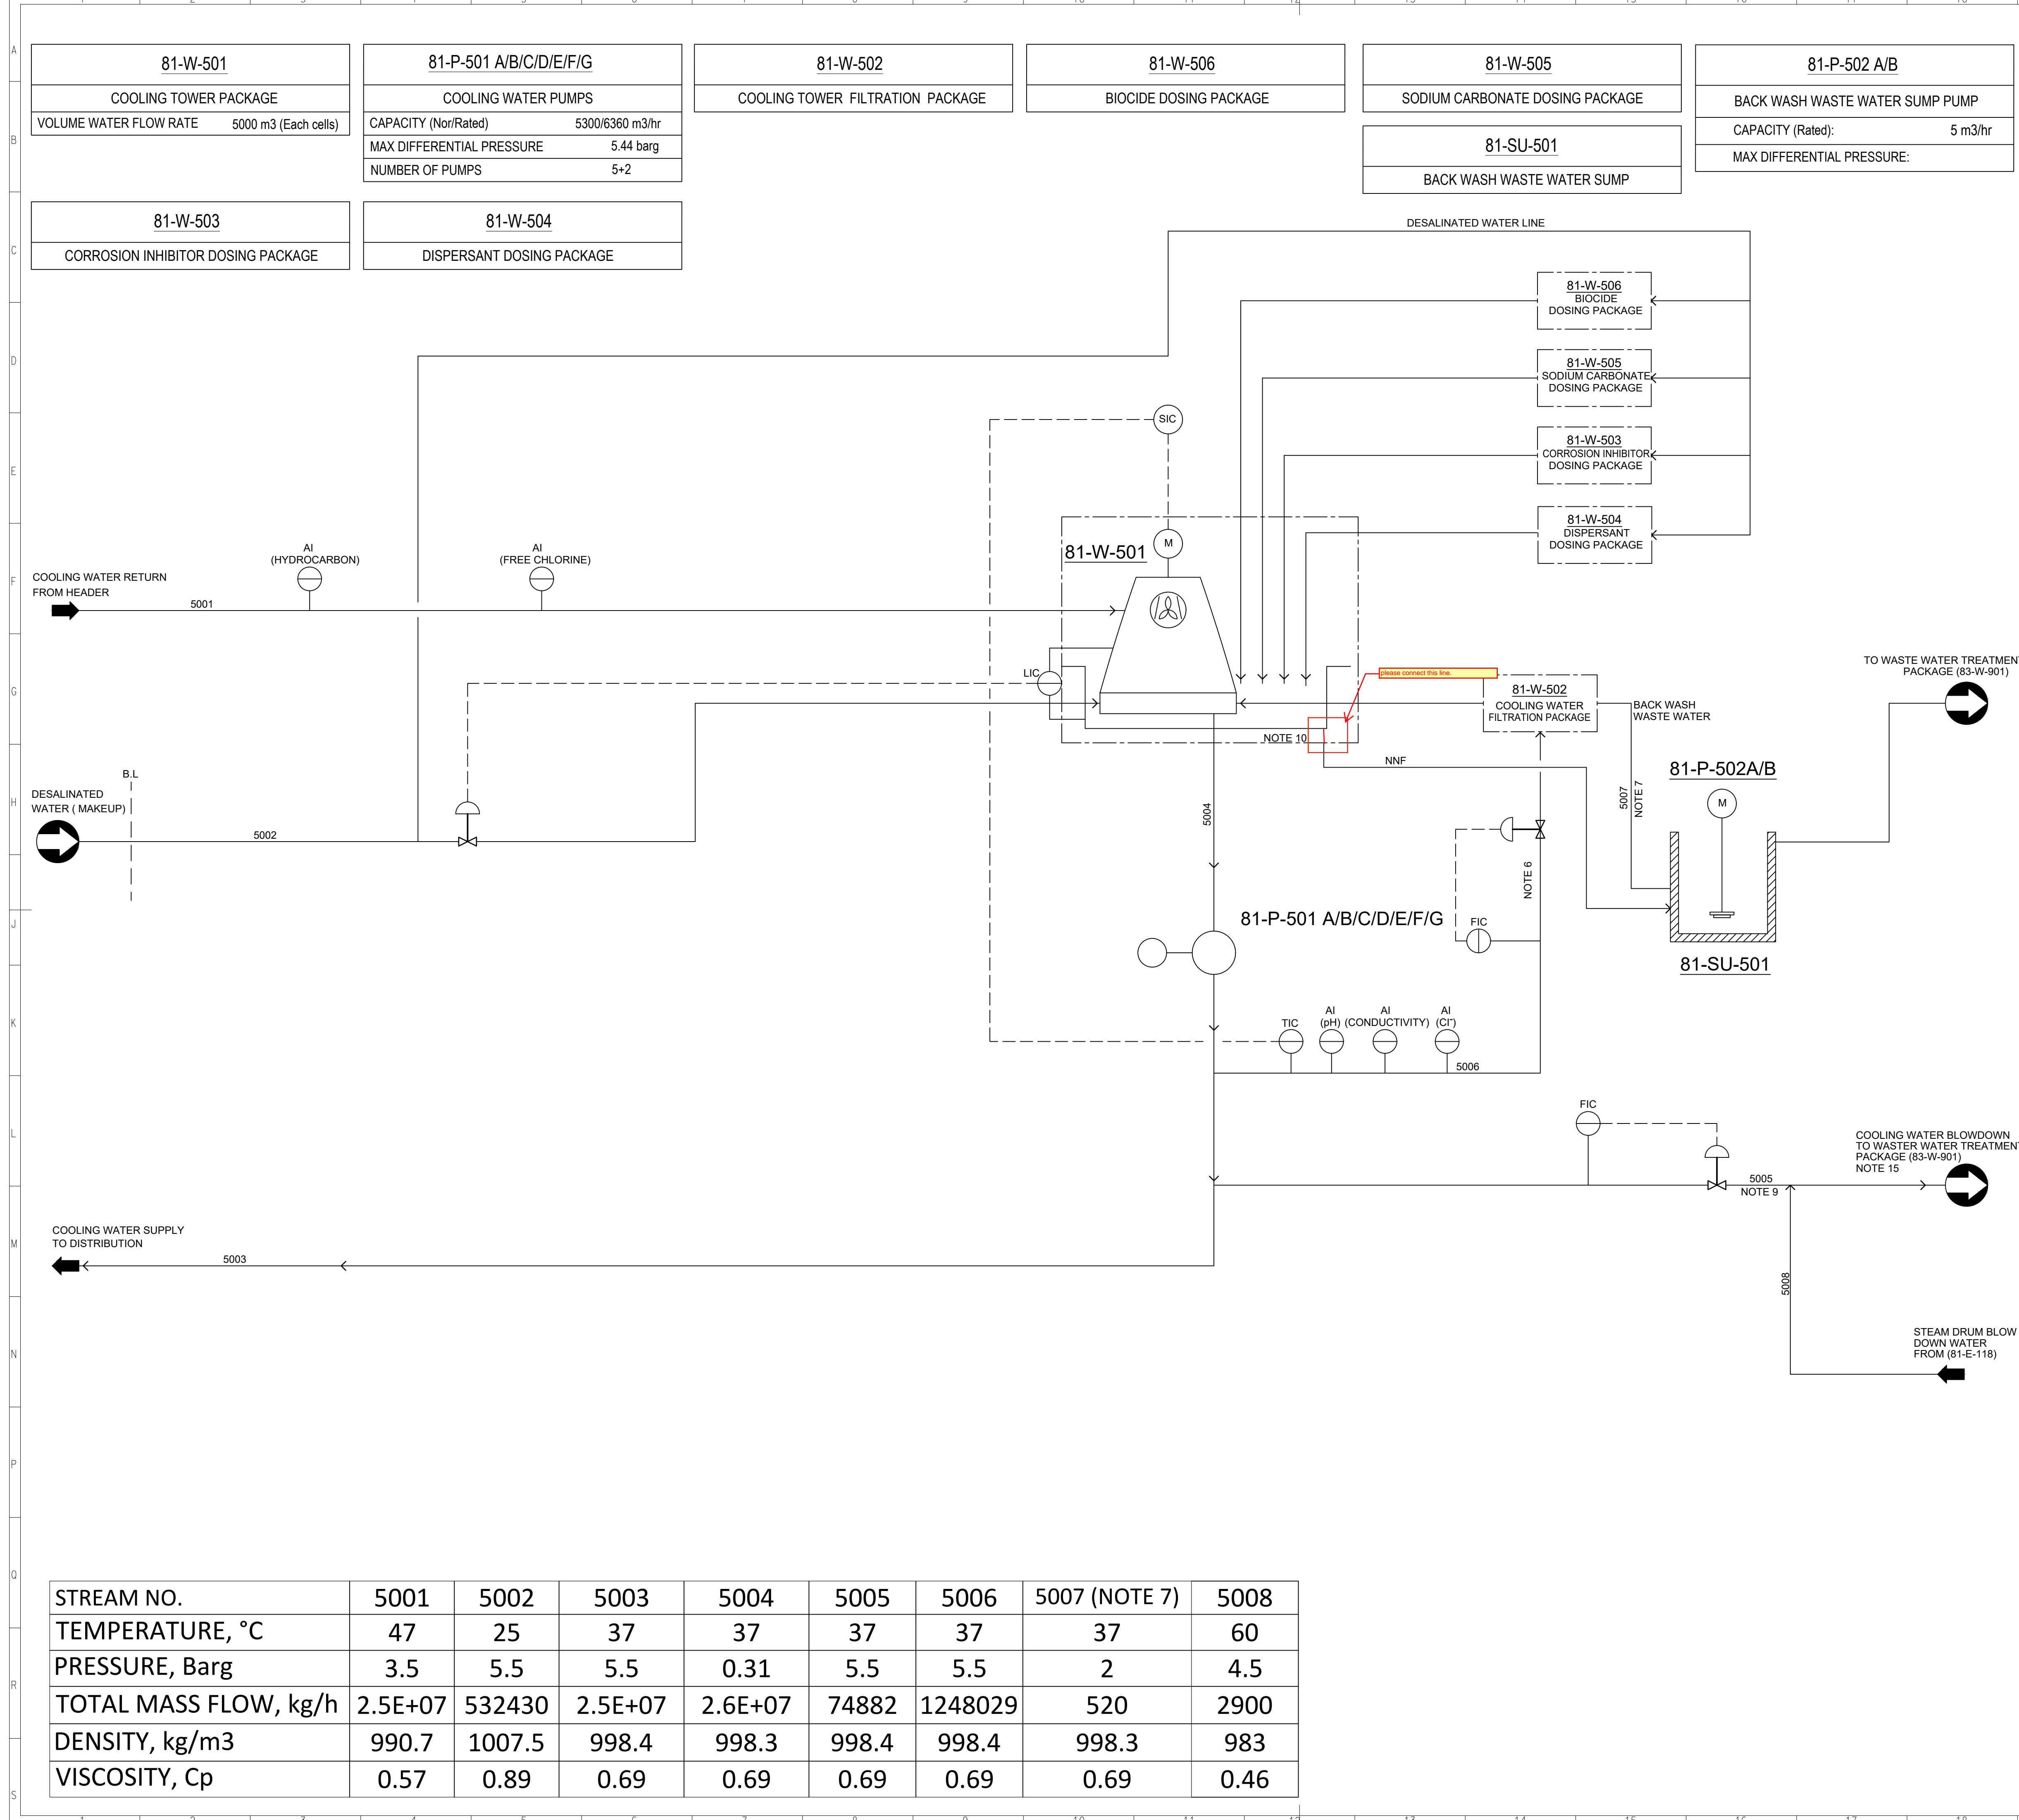 81-W-501
COOLING TOWER PACKAGE
VOLUME WATER FLOW RATE 5000 m3 (Each cells)
81-P-501 A/B/C/D/E/F/G
COOLING WATER PUMPS
CAPACITY (Nor/Rated) 5300/6360 m3/hr
MAX DIFFERENTIAL PRESSURE 5.44 barg
NUMBER OF PUMPS 5+2
81-W-502
COOLING TOWER FILTRATION PACKAGE
81-W-506
BIOCIDE DOSING PACKAGE
81-W-505
SODIUM CARBONATE DOSING PACKAGE
81-P-502 A/B
BACK WASH WASTE WATER SUMP PUMP
CAPACITY (Rated): 5 m3/hr
MAX DIFFERENTIAL PRESSURE:
81-SU-501
BACK WASH WASTE WATER SUMP
81-W-503
CORROSION INHIBITOR DOSING PACKAGE
81-W-504
DISPERSANT DOSING PACKAGE
DESALINATED WATER LINE
81-W-506
BIOCIDE
DOSING PACKAGE
81-W-505
SODIUM CARBONATE
DOSING PACKAGE
SIC
81-W-503
CORROSION INHIBITOR
DOSING PACKAGE
81-W-504
DISPERSANT
DOSING PACKAGE
81-W-501
M
AI
(HYDROCARBON)
AI
(FREE CHLORINE)
COOLING WATER RETURN
FROM HEADER
5001
LIC
please connect this line.
81-W-502
COOLING WATER
FILTRATION PACKAGE
BACK WASH
WASTE WATER
TO WASTE WATER TREATMENT
PACKAGE (83-W-901)
NOTE 10
NNF
B.L
DESALINATED
WATER ( MAKEUP)
5002
5004
5007
NOTE 7
81-P-502A/B
M
NOTE 6
81-P-501 A/B/C/D/E/F/G
FIC
81-SU-501
TIC
AI
(pH)
AI
(CONDUCTIVITY)
AI
(Cl⁻)
5006
FIC
COOLING WATER BLOWDOWN
TO WASTER WATER TREATMENT
PACKAGE (83-W-901)
NOTE 15
5005
NOTE 9
COOLING WATER SUPPLY
TO DISTRIBUTION
5003
5008
STEAM DRUM BLOW
DOWN WATER
FROM (81-E-118)
STREAM NO. 5001 5002 5003 5004 5005 5006 5007 (NOTE 7) 5008
TEMPERATURE, °C 47 25 37 37 37 37 37 60
PRESSURE, Barg 3.5 5.5 5.5 0.31 5.5 5.5 2 4.5
TOTAL MASS FLOW, kg/h 2.5E+07 532430 2.5E+07 2.6E+07 74882 1248029 520 2900
DENSITY, kg/m3 990.7 1007.5 998.4 998.3 998.4 998.4 998.3 983
VISCOSITY, Cp 0.57 0.89 0.69 0.69 0.69 0.69 0.69 0.46